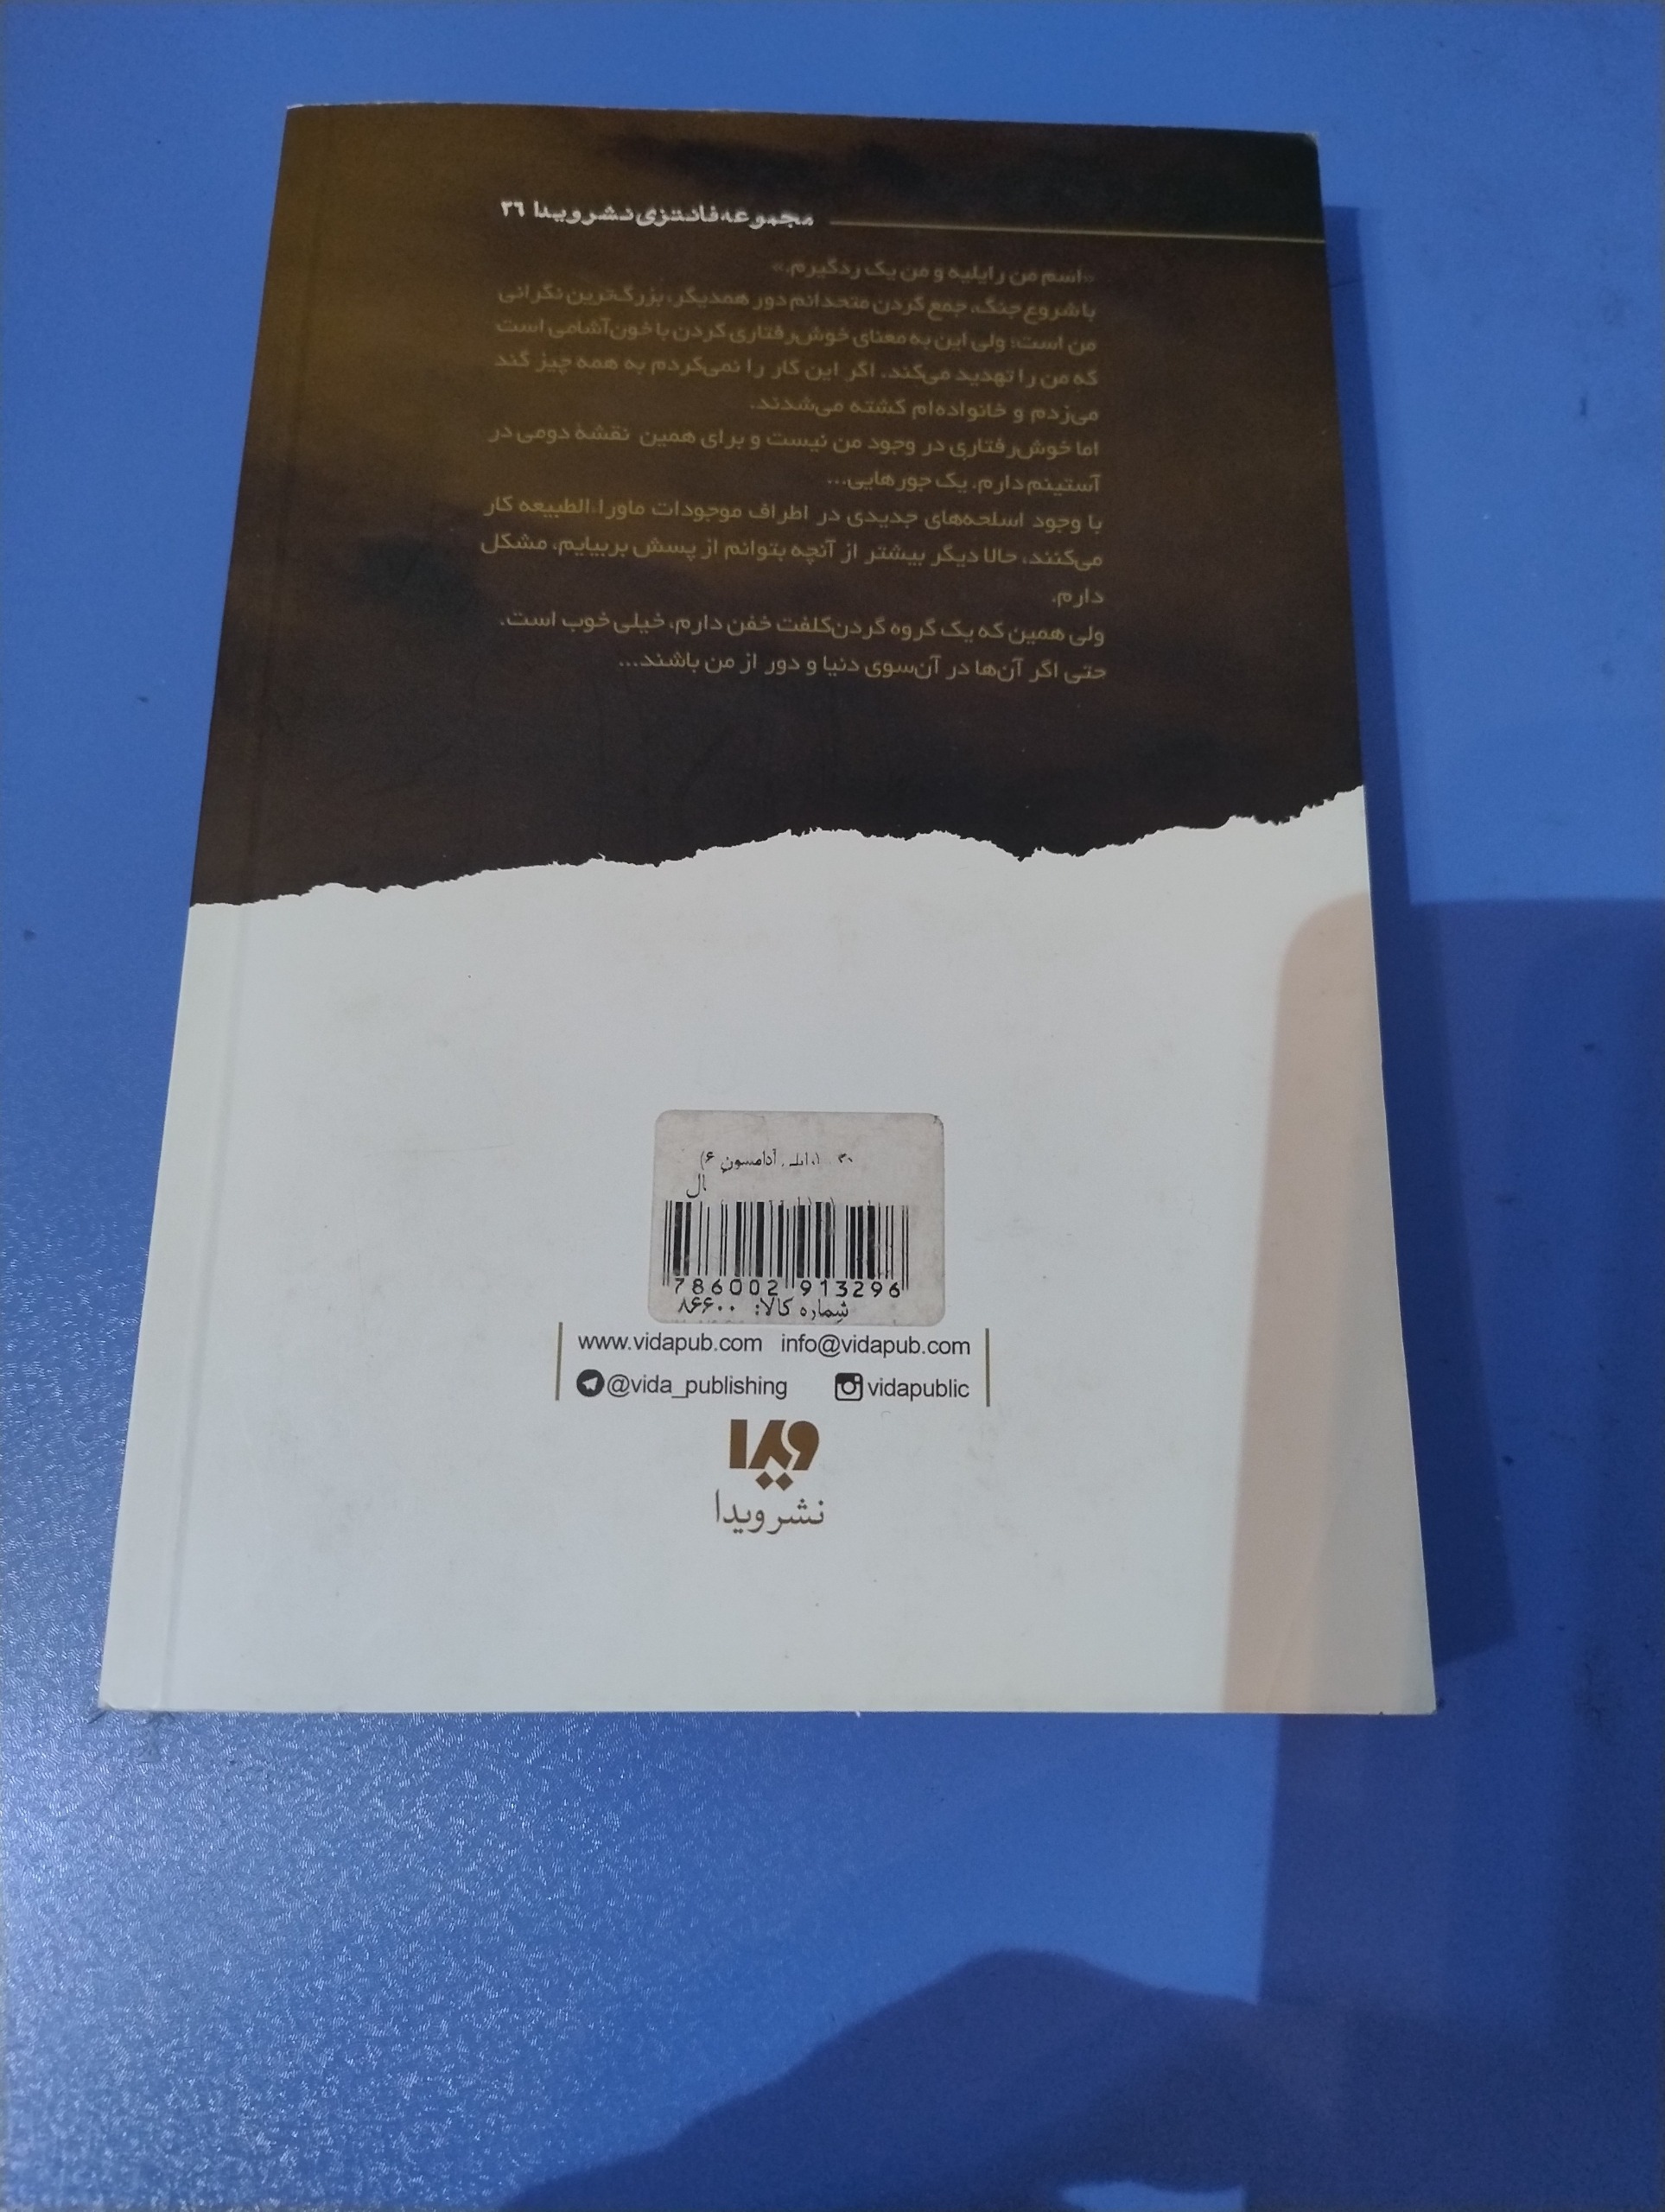 مجموعه فانتزی نشر ویدا ۳۶
«اسم من رایلیه و من یک ردگیرم.»
با شروع جنگ، جمع کردن متحدانم دور همدیگر، بزرگ‌ترین نگرانی
من است؛ ولی این به معنای خوش‌رفتاری کردن با خون‌آشامی است
که من را تهدید می‌کند. اگر این کار را نمی‌کردم به همه چیز گند
می‌زدم و خانواده‌ام کشته می‌شدند.
اما خوش‌رفتاری در وجود من نیست و برای همین نقشهٔ دومی در
آستینم دارم. یک جورهایی...
با وجود اسلحه‌های جدیدی در اطراف موجودات ماوراءالطبیعه کار
می‌کنند، حالا دیگر بیشتر از آنچه بتوانم از پسش بربیایم، مشکل
دارم.
ولی همین که یک گروه گردن‌کلفت خفن دارم، خیلی خوب است.
حتی اگر آن‌ها در آن‌سوی دنیا و دور از من باشند...
آدامسون ۶)
786002 913296
شماره کالا: ۸۶۶۰۰
www.vidapub.com info@vidapub.com
@vida_publishing vidapublic
ویدا
نشر ویدا